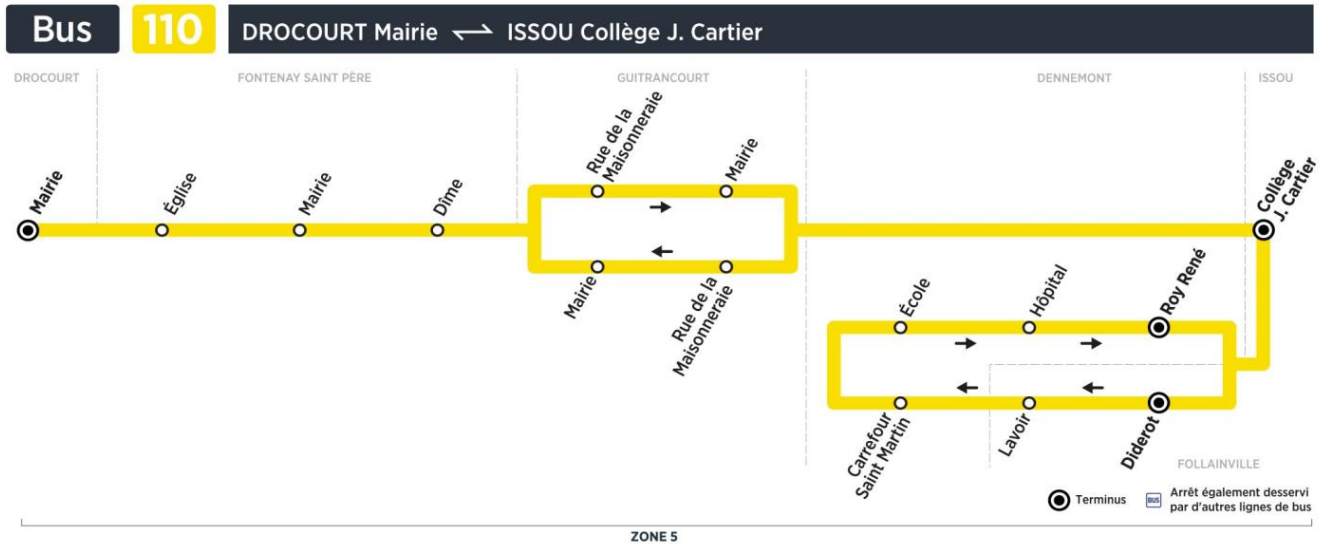 Bus 110 DROCOURT Mairie ISSOU Collège J. Cartier
DROCOURT FONTENAY SAINT PÈRE GUITRANCOURT DENNEMONT ISSOU
Mairie
Église
Mairie
Dîme
Rue de la
Maisonneraie
Mairie
Mairie
Rue de la
Maisonneraie
Collège
J. Cartier
École
Hôpital
Roy René
Carrefour
Saint Martin
Lavoir
Diderot
FOLLAINVILLE
Terminus
BUS
Arrêt également desservi
par d'autres lignes de bus
ZONE 5